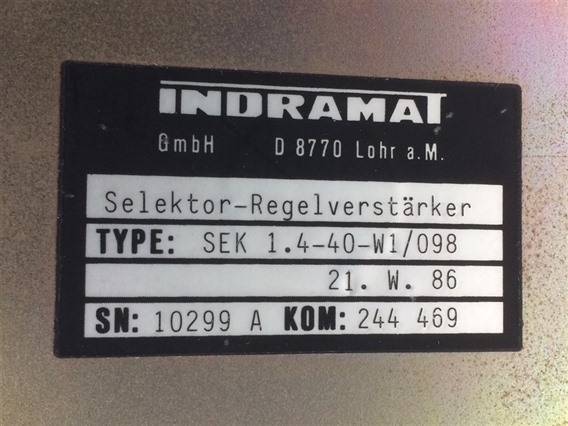 INDRAMAT
GmbH D 8770 Lohr a.M.
Selektor-Regelverstärker
TYPE: SEK 1.4-40-W1/098
21. W. 86
SN: 10299 A KOM: 244 469